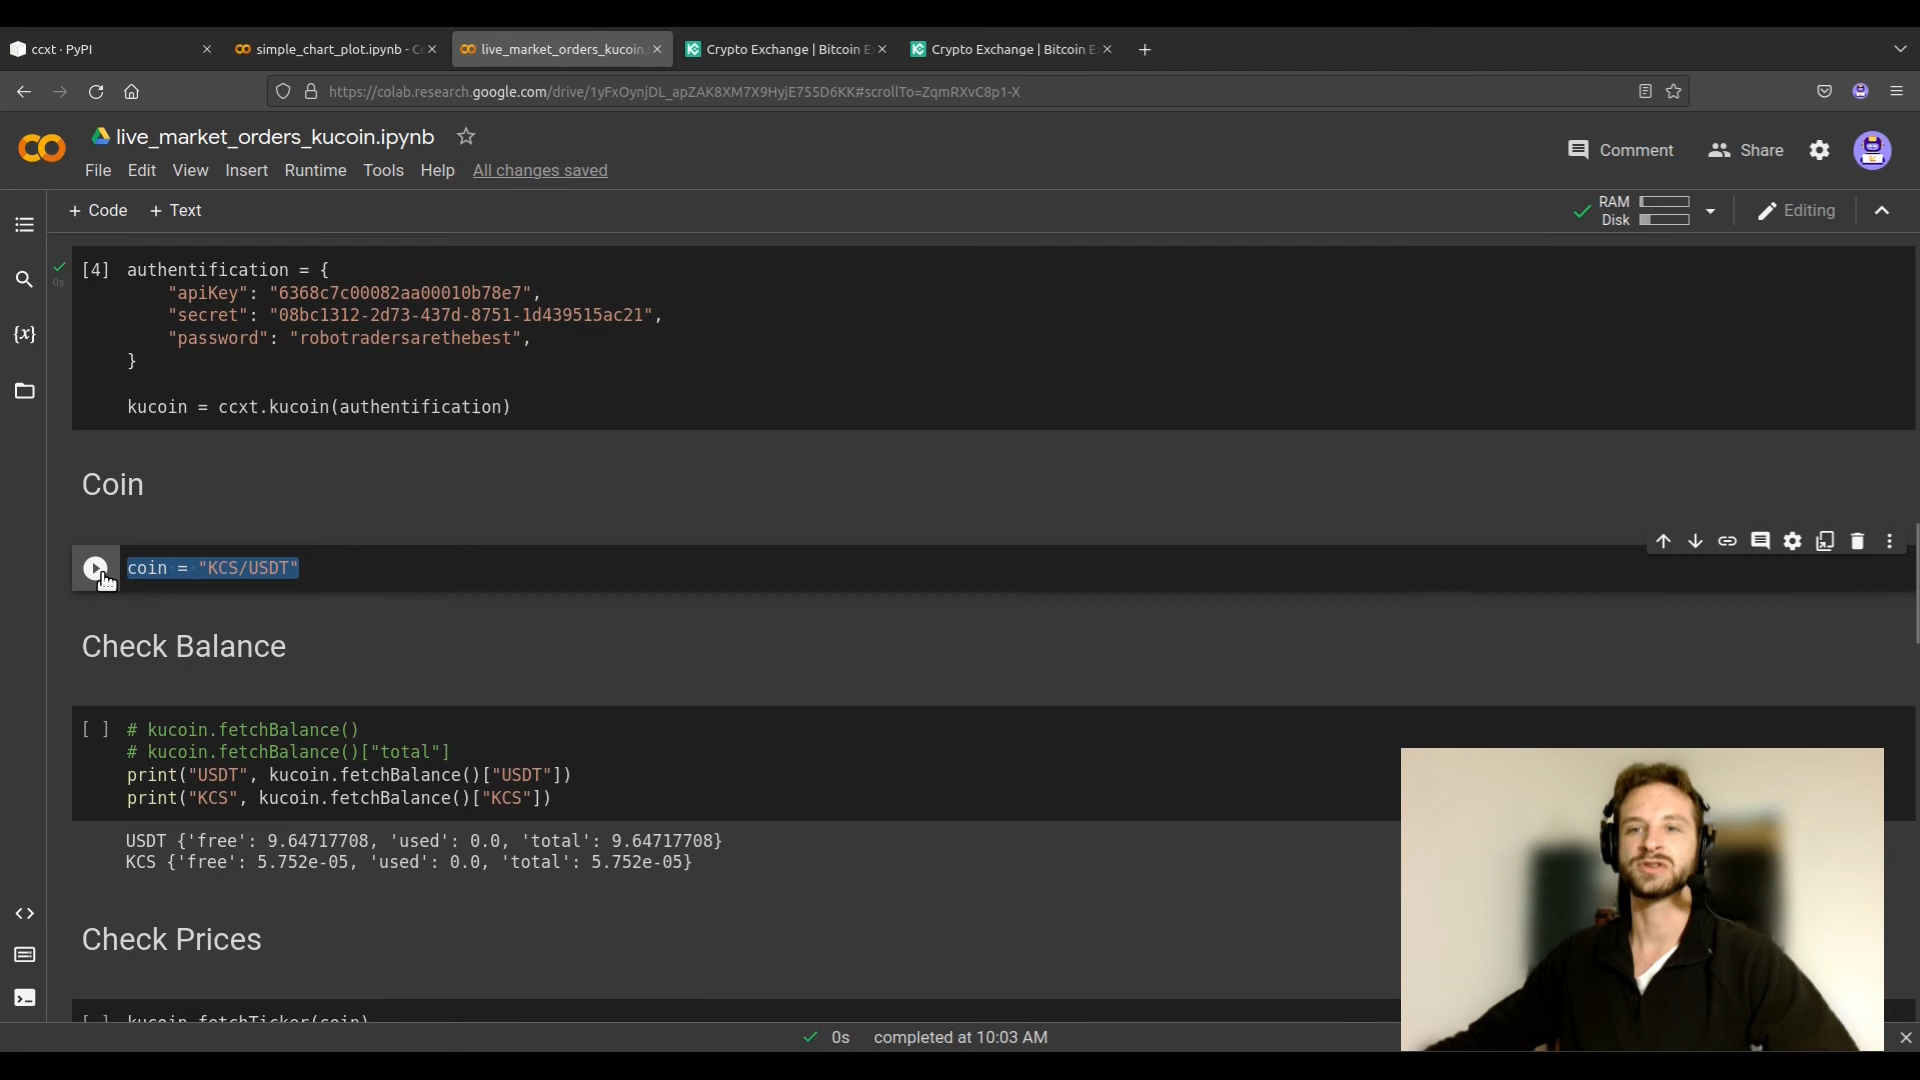 ccxt · PyPI
simple_chart_plot.ipynb - C
live_market_orders_kucoin
Crypto Exchange | Bitcoin E
Crypto Exchange | Bitcoin E
https://colab.research.google.com/drive/1yFxOynjDL_apZAK8XM7X9HyjE755D6KK#scrollTo=ZqmRXvC8p1-X
live_market_orders_kucoin.ipynb
Comment
Share
File Edit View Insert Runtime Tools Help All changes saved
+ Code + Text
RAM
Disk
Editing
[4] authentification = {
"apiKey": "6368c7c00082aa00010b78e7",
"secret": "08bc1312-2d73-437d-8751-1d439515ac21",
"password": "robotradersarethebest",
}
kucoin = ccxt.kucoin(authentification)
0s
Coin
coin = "KCS/USDT"
Check Balance
[ ] # kucoin.fetchBalance()
# kucoin.fetchBalance()["total"]
print("USDT", kucoin.fetchBalance()["USDT"])
print("KCS", kucoin.fetchBalance()["KCS"])
USDT {'free': 9.64717708, 'used': 0.0, 'total': 9.64717708}
KCS {'free': 5.752e-05, 'used': 0.0, 'total': 5.752e-05}
Check Prices
[ ] kucoin.fetchTicker(coin)
0s completed at 10:03 AM